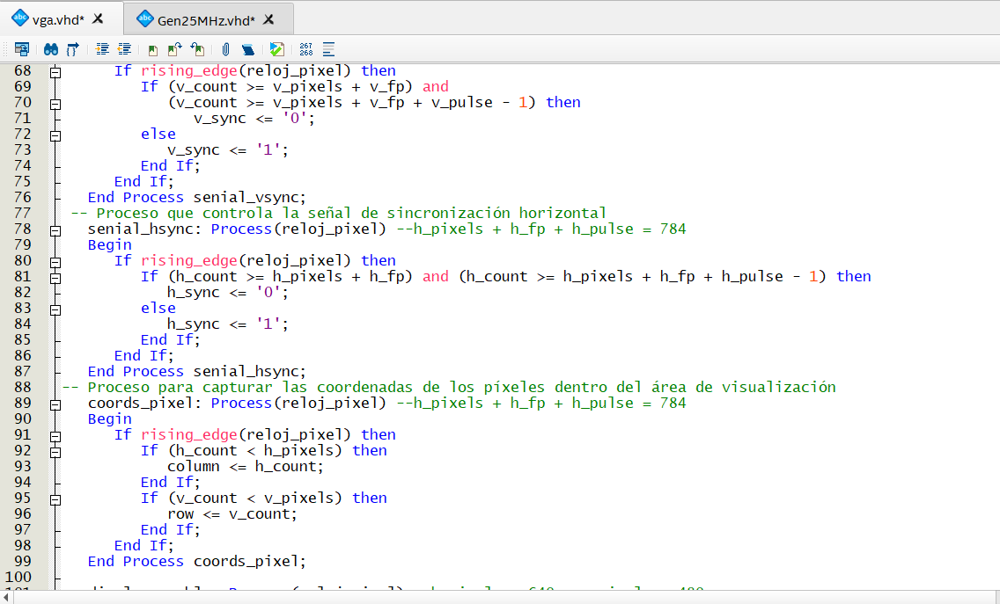 vga.vhd*
Gen25MHz.vhd*
267
268
68 If rising_edge(reloj_pixel) then
69 If (v_count >= v_pixels + v_fp) and
70 (v_count >= v_pixels + v_fp + v_pulse - 1) then
71 v_sync <= '0';
72 else
73 v_sync <= '1';
74 End If;
75 End If;
76 End Process senial_vsync;
77 -- Proceso que controla la señal de sincronización horizontal
78 senial_hsync: Process(reloj_pixel) --h_pixels + h_fp + h_pulse = 784
79 Begin
80 If rising_edge(reloj_pixel) then
81 If (h_count >= h_pixels + h_fp) and (h_count >= h_pixels + h_fp + h_pulse - 1) then
82 h_sync <= '0';
83 else
84 h_sync <= '1';
85 End If;
86 End If;
87 End Process senial_hsync;
88 -- Proceso para capturar las coordenadas de los píxeles dentro del área de visualización
89 coords_pixel: Process(reloj_pixel) --h_pixels + h_fp + h_pulse = 784
90 Begin
91 If rising_edge(reloj_pixel) then
92 If (h_count < h_pixels) then
93 column <= h_count;
94 End If;
95 If (v_count < v_pixels) then
96 row <= v_count;
97 End If;
98 End If;
99 End Process coords_pixel;
100